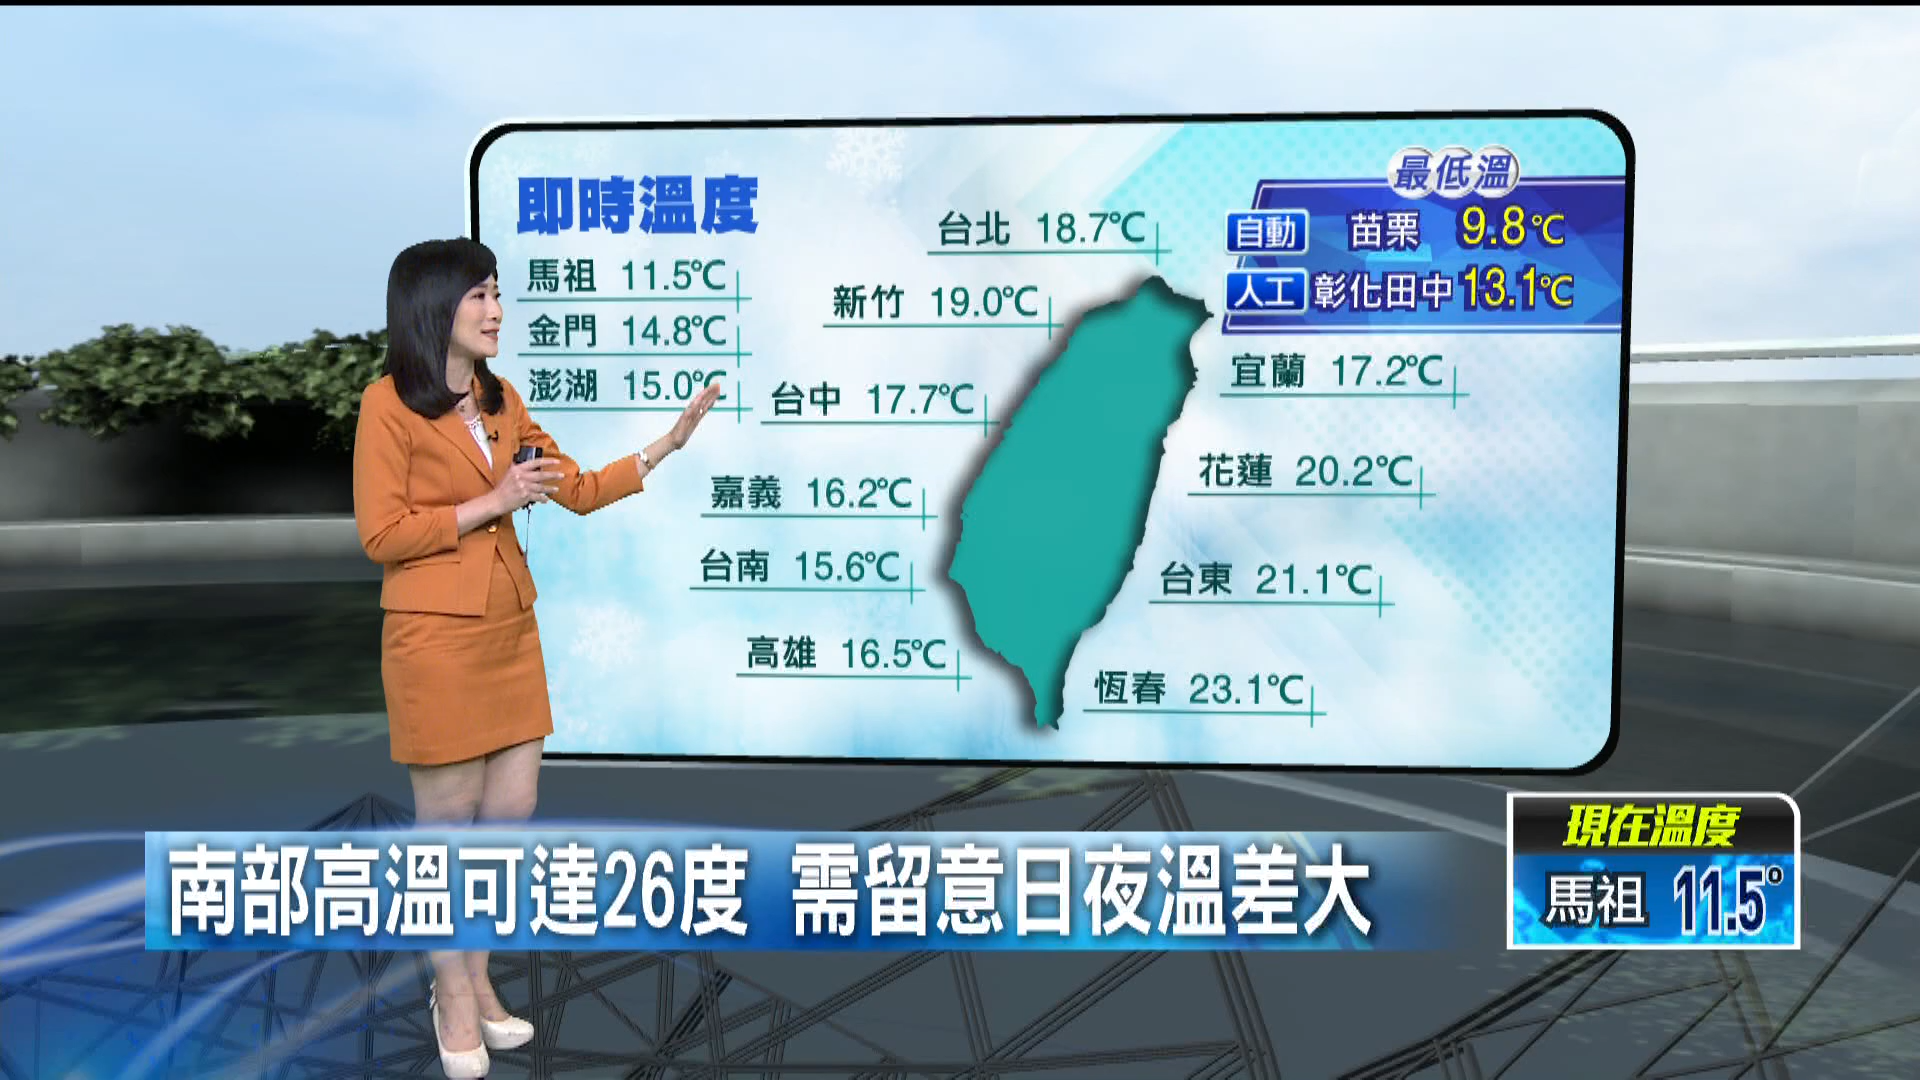 即時溫度
馬祖 11.5℃
金門 14.8℃
澎湖 15.0℃
台北 18.7℃
新竹 19.0℃
台中 17.7℃
嘉義 16.2℃
台南 15.6℃
高雄 16.5℃
最低溫
自動 苗栗 9.8℃
人工 彰化田中 13.1℃
宜蘭 17.2℃
花蓮 20.2℃
台東 21.1℃
恆春 23.1℃
南部高溫可達26度 需留意日夜溫差大
現在溫度
馬祖 11.5°